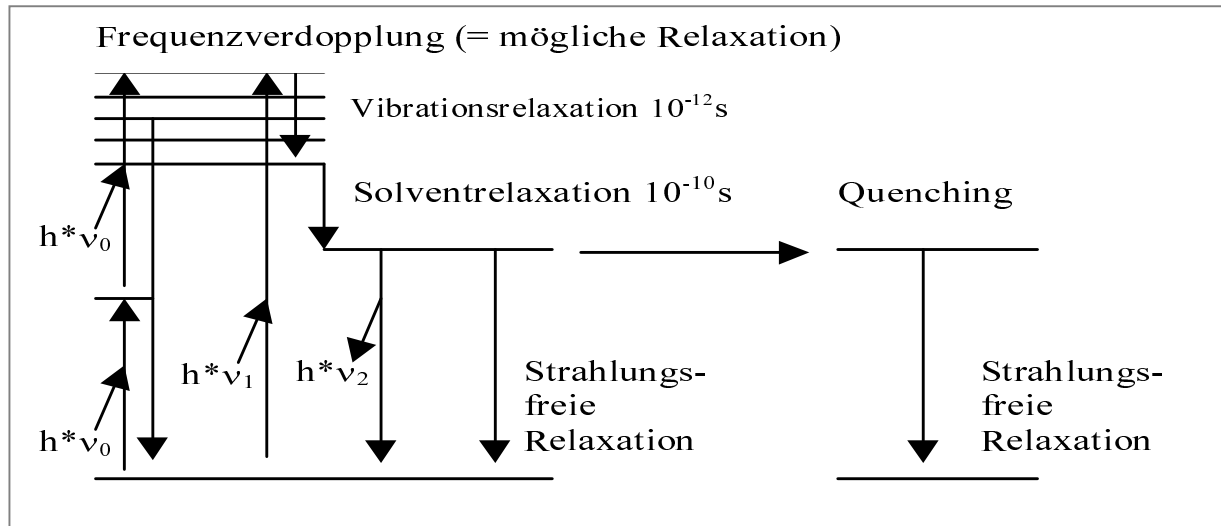 Frequenzverdopplung (= mögliche Relaxation)
Vibrationsrelaxation 10⁻¹²s
Solventrelaxation 10⁻¹⁰s
Quenching
h*ν₀
h*ν₁
h*ν₂
h*ν₀
Strahlungs-
freie
Relaxation
Strahlungs-
freie
Relaxation